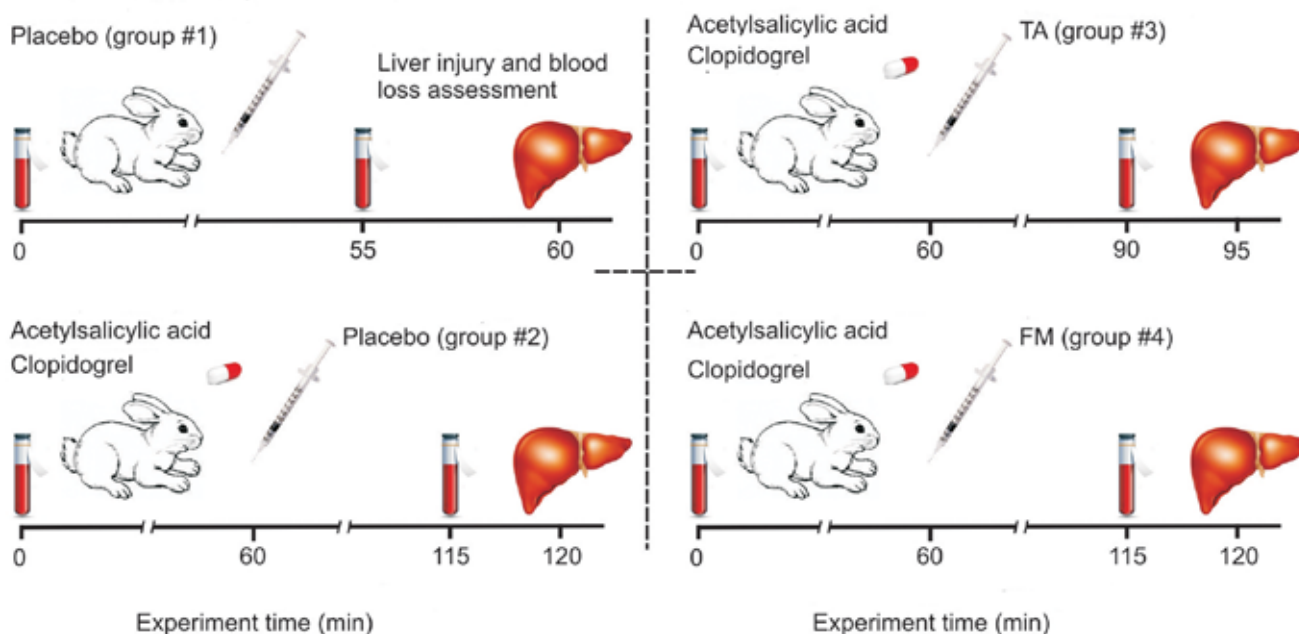 Placebo (group #1)
Liver injury and blood
loss assessment
0
55
60
Acetylsalicylic acid
Clopidogrel
TA (group #3)
0
60
90
95
Acetylsalicylic acid
Clopidogrel
Placebo (group #2)
0
60
115
120
Experiment time (min)
Acetylsalicylic acid
Clopidogrel
FM (group #4)
0
60
115
120
Experiment time (min)